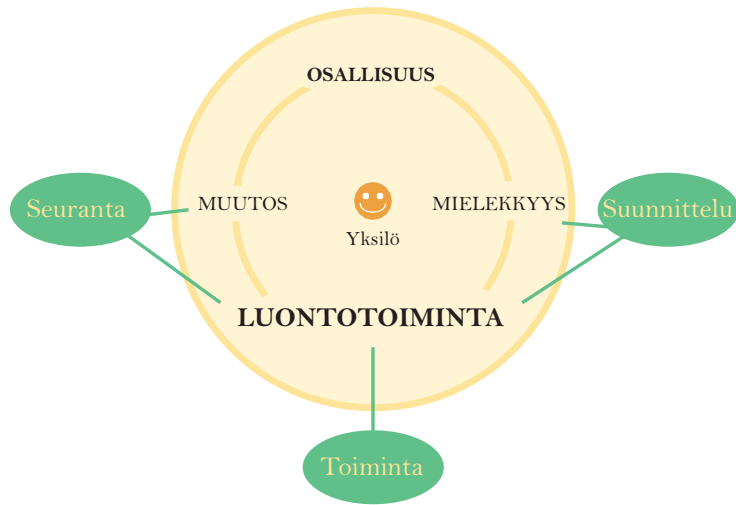 OSALLISUUS
Seuranta
MUUTOS
MIELEKKYYS
Suunnittelu
Yksilö
LUONTOTOIMINTA
Toiminta